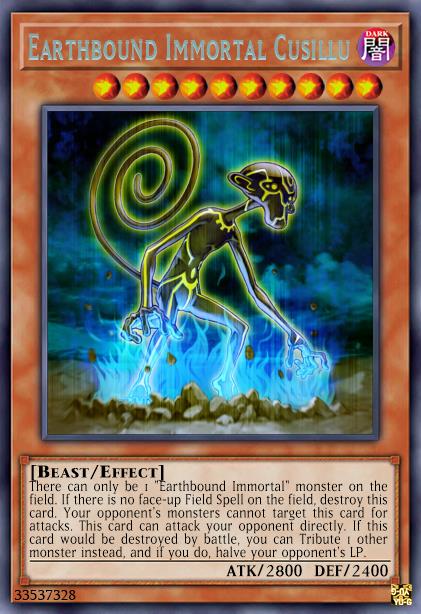 Earthbound Immortal Cusillu
DARK
闇
[Beast/Effect]
There can only be 1 "Earthbound Immortal" monster on the
field. If there is no face-up Field Spell on the field, destroy this
card. Your opponent's monsters cannot target this card for
attacks. This card can attack your opponent directly. If this
card would be destroyed by battle, you can Tribute 1 other
monster instead, and if you do, halve your opponent's LP.
ATK/2800 DEF/2400
33537328